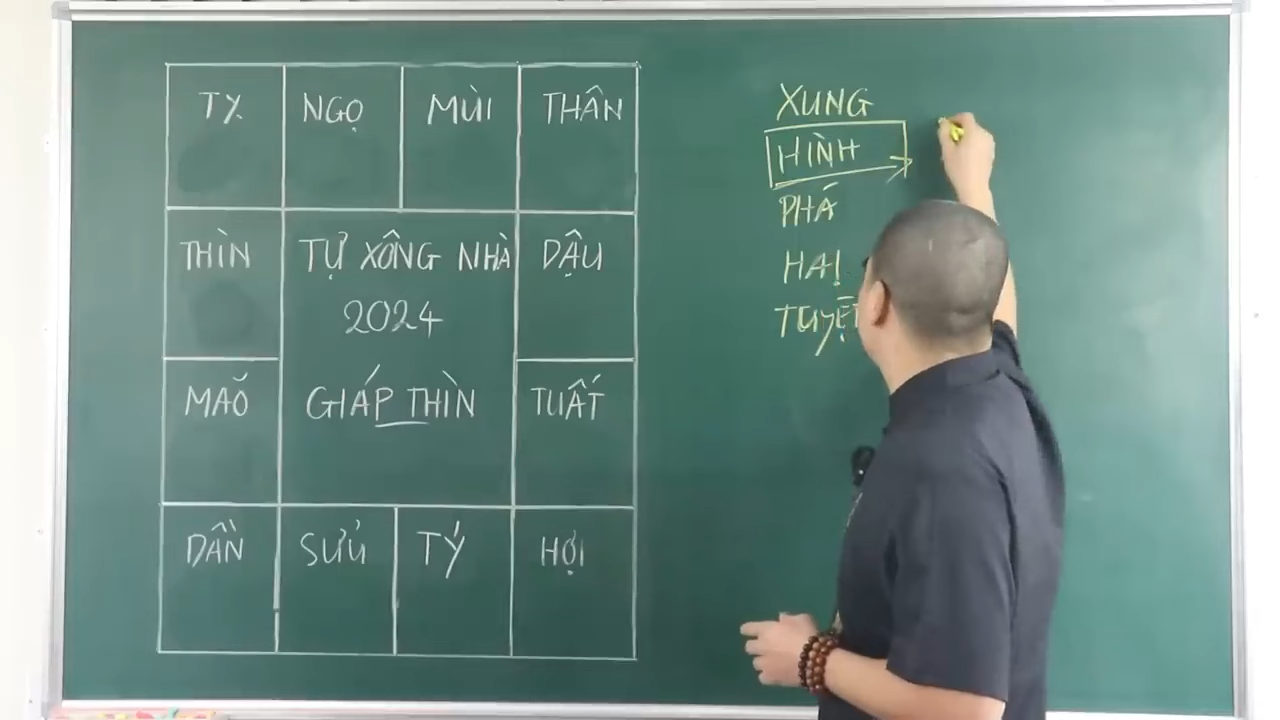 TỴ NGỌ MÙI THÂN
THÌN TỰ XÔNG NHÀ DẬU
2024
MAÕ GIÁP THÌN TUẤT
DẦN SỬU TÝ HỢI
XUNG
HÌNH
PHÁ
HẠI
TUYỆT